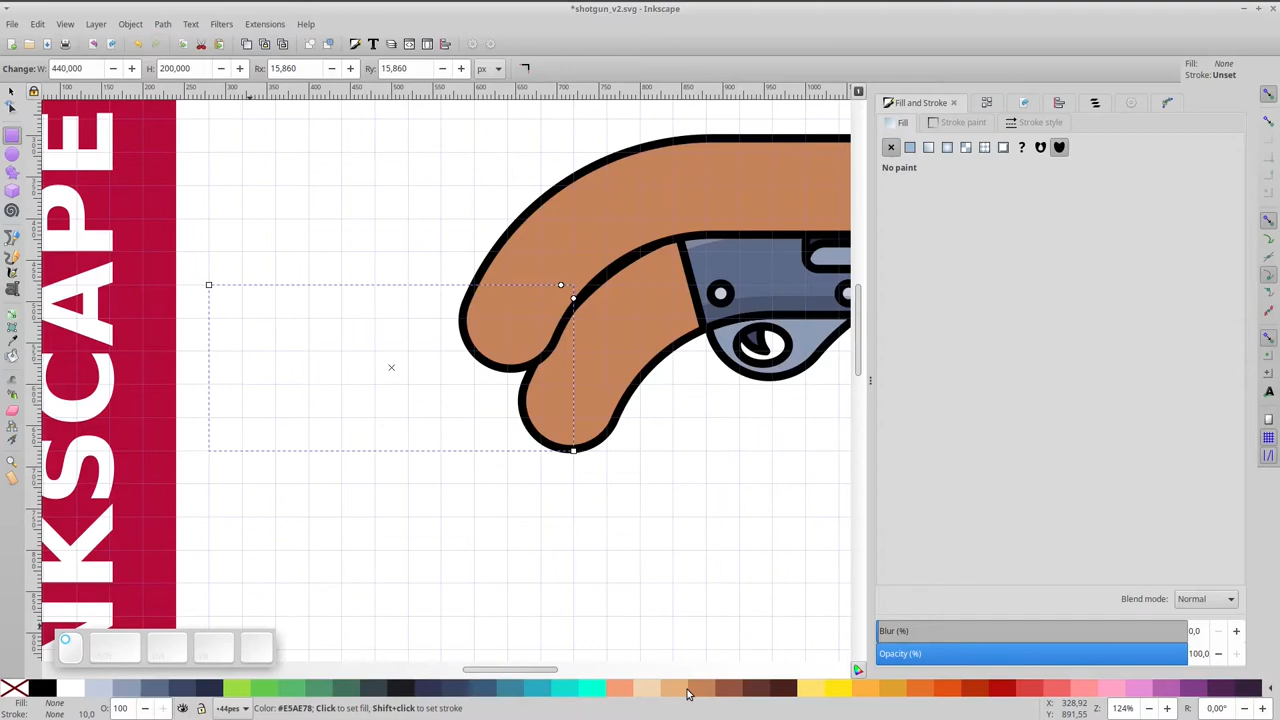 *shotgun_v2.svg - Inkscape
File Edit View Layer Object Path Text Filters Extensions Help
Change: W: 440,000 H: 200,000 Rx: 15,860 Ry: 15,860 px
Fill: None
Stroke: Unset
Fill and Stroke
Fill Stroke paint Stroke style
No paint
INKSCAPE
Blend mode: Normal
Blur (%) 0,0
Opacity (%) 100,0
Fill: None
Stroke: None 10,0
O: 100
44pes
Color: #E5AE78; Click to set fill, Shift+click to set stroke
X: 328,92
Y: 891,55
Z: 124%
R: 0,00°